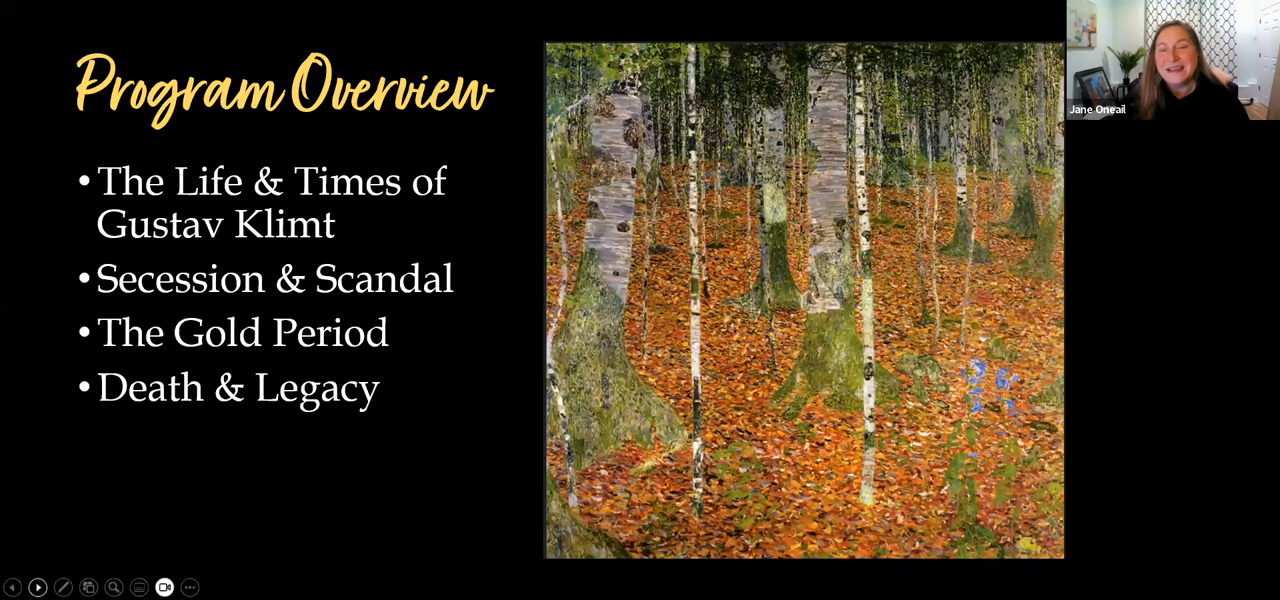 Program Overview
• The Life & Times of
Gustav Klimt
• Secession & Scandal
• The Gold Period
• Death & Legacy
Jane Oneail